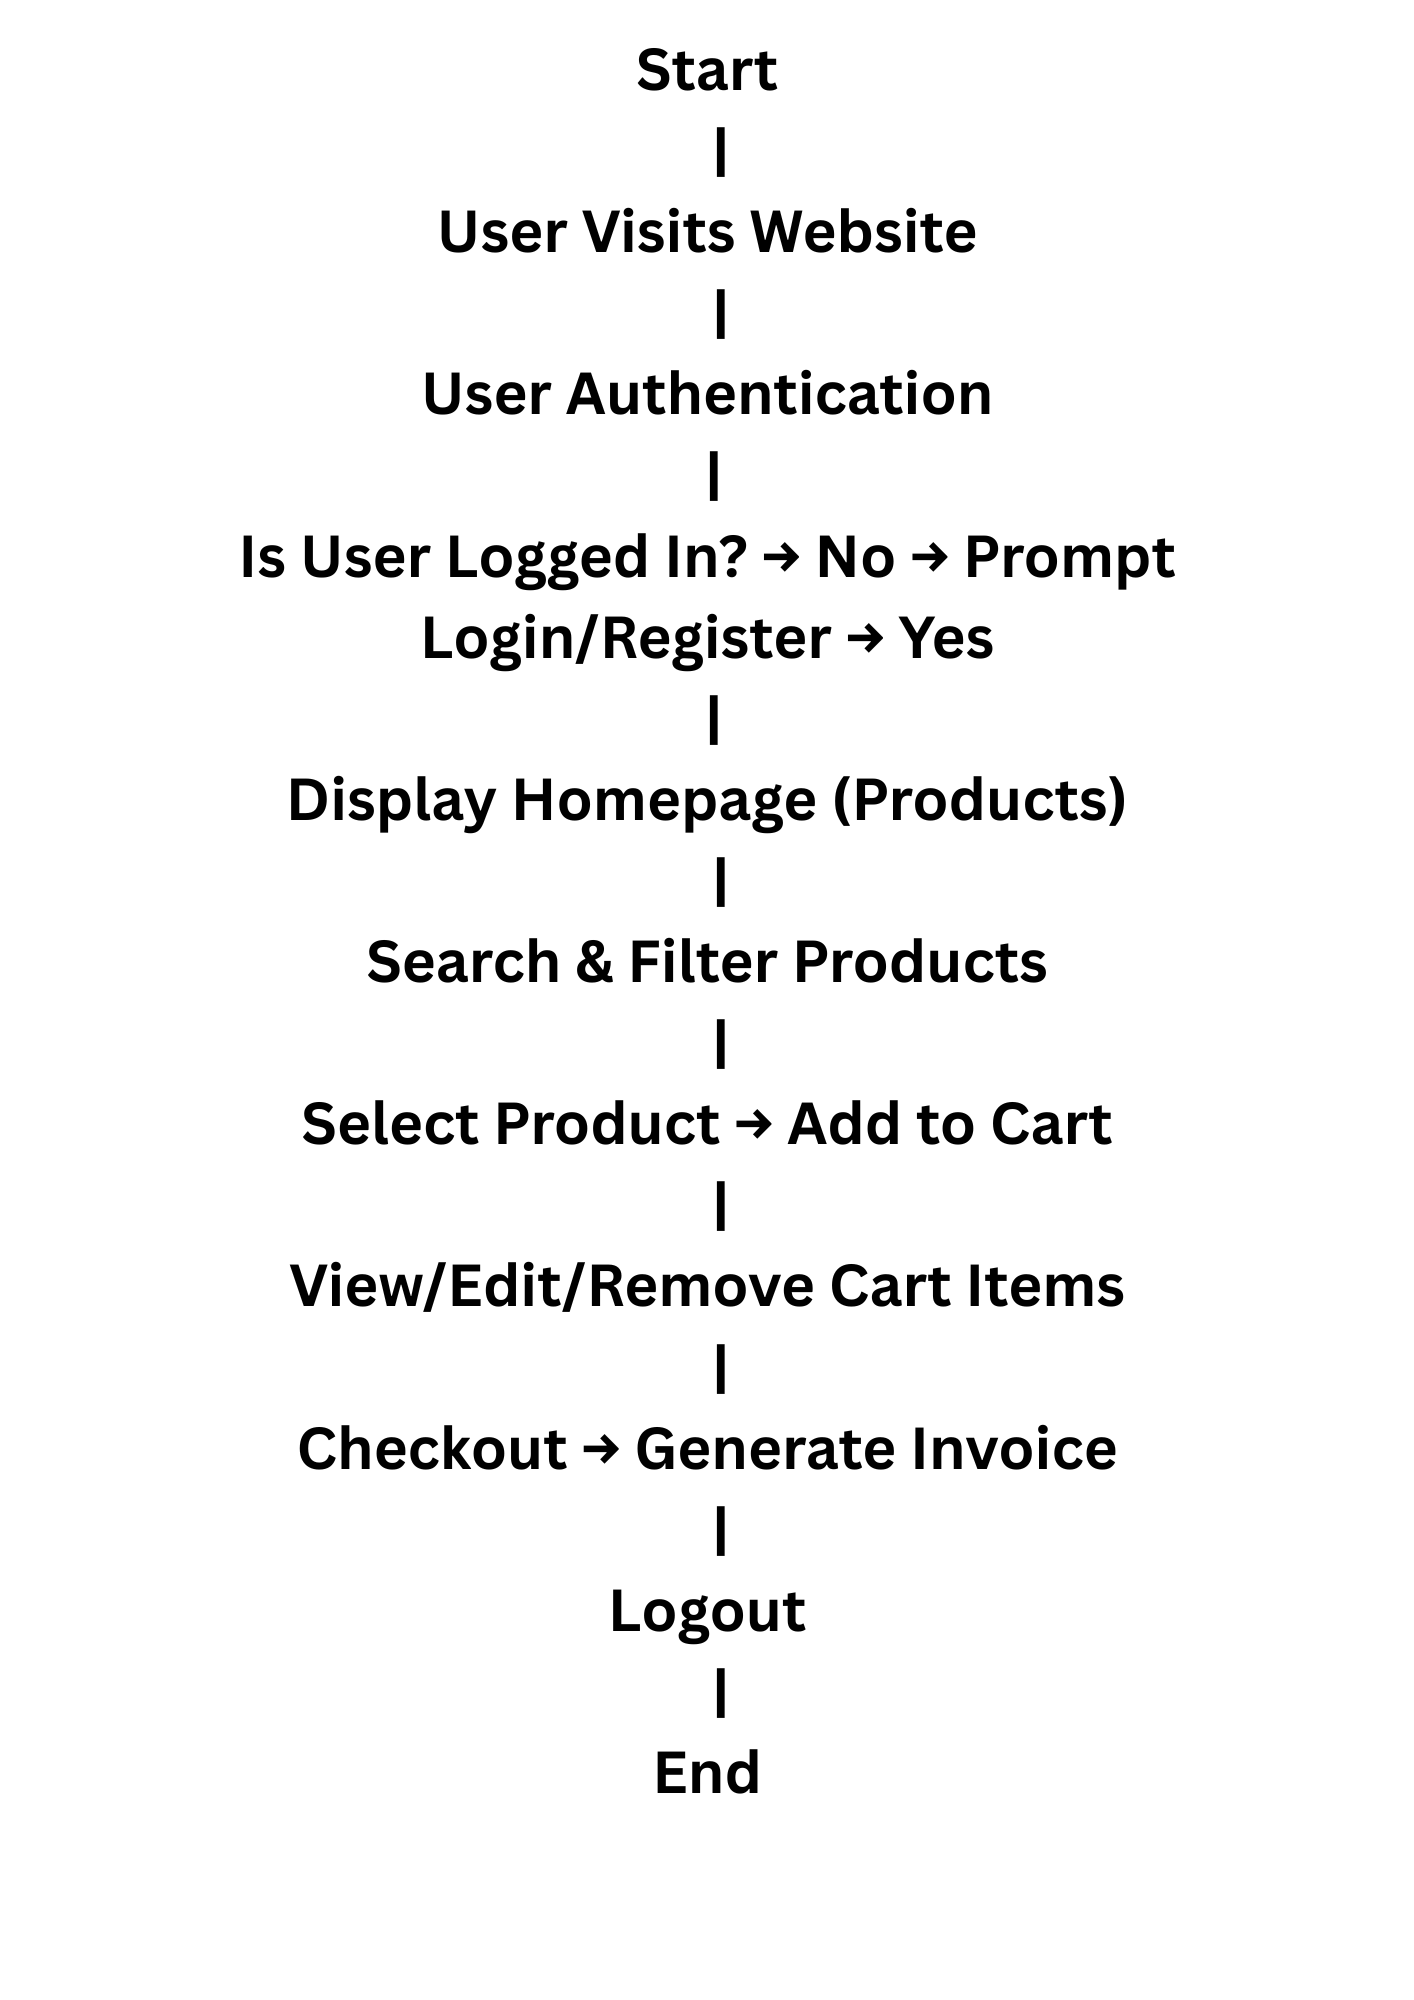 Start
|
User Visits Website
|
User Authentication
|
Is User Logged In? → No → Prompt
Login/Register → Yes
|
Display Homepage (Products)
|
Search & Filter Products
|
Select Product → Add to Cart
|
View/Edit/Remove Cart Items
|
Checkout → Generate Invoice
|
Logout
|
End